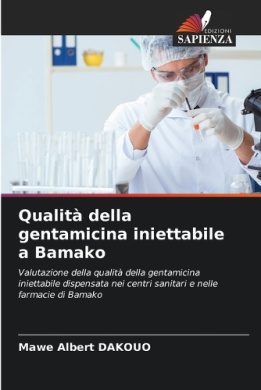 EDIZIONI
SAPIENZA
Qualità della
gentamicina iniettabile
a Bamako
Valutazione della qualità della gentamicina
iniettabile dispensata nei centri sanitari e nelle
farmacie di Bamako
Mawe Albert DAKOUO